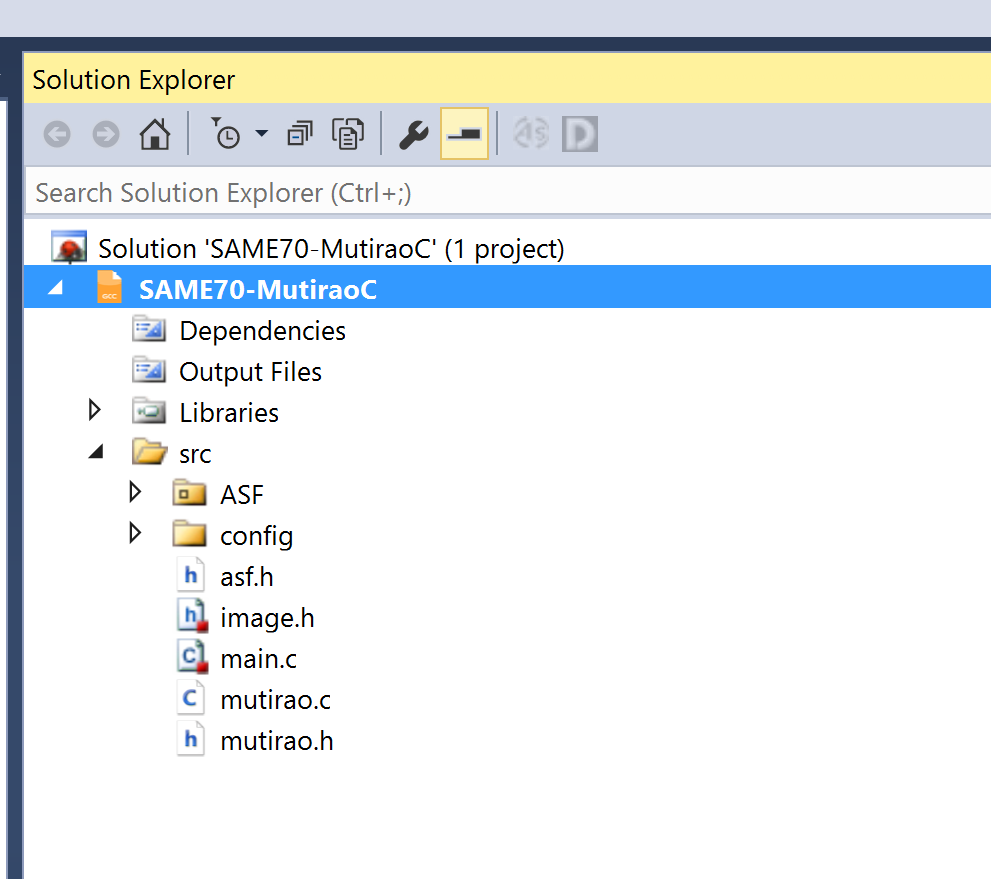 Solution Explorer
Search Solution Explorer (Ctrl+;)
Solution 'SAME70-MutiraoC' (1 project)
GCC
SAME70-MutiraoC
Dependencies
Output Files
Libraries
src
ASF
config
h asf.h
h image.h
C main.c
C mutirao.c
h mutirao.h